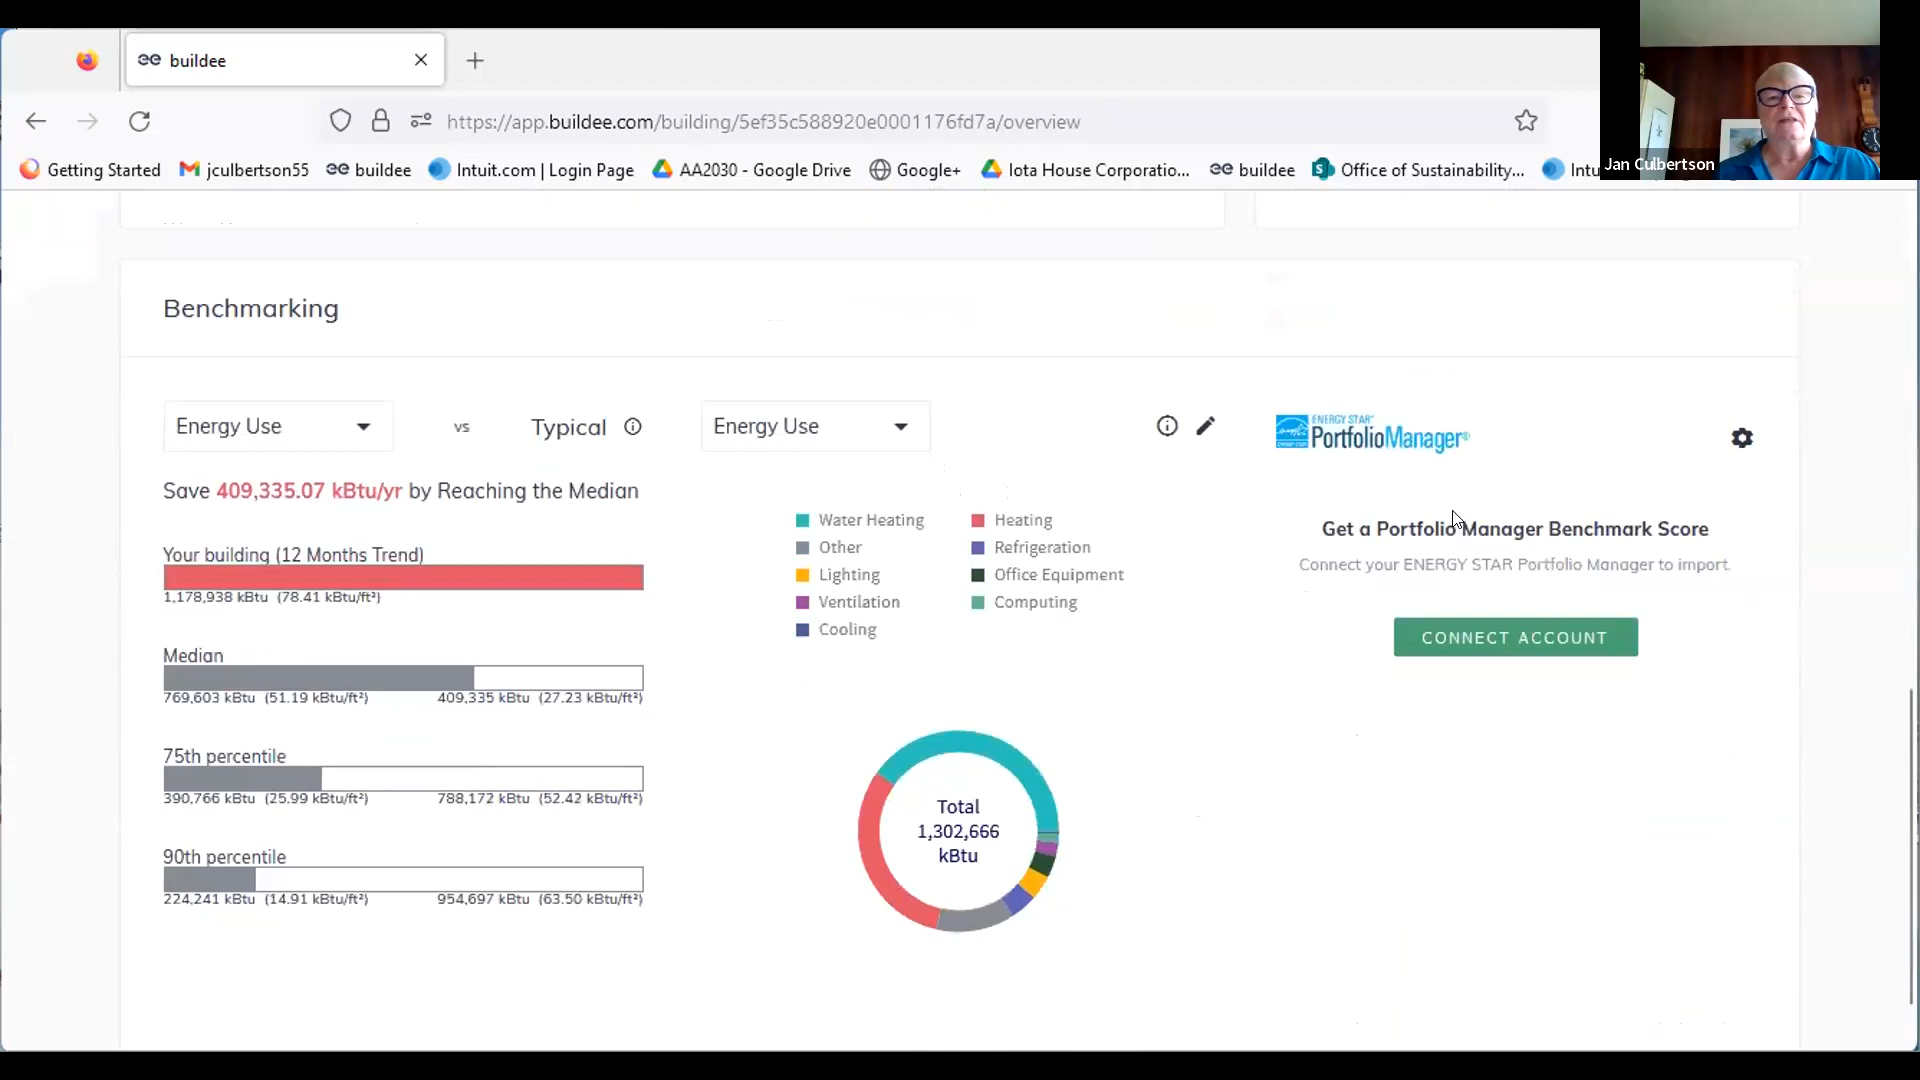 buildee
https://app.buildee.com/building/5ef35c588920e0001176fd7a/overview
Getting Started
jculbertson55
buildee
Intuit.com | Login Page
AA2030 - Google Drive
Google+
Iota House Corporatio...
buildee
Office of Sustainability...
Intu
Jan Culbertson
Benchmarking
Energy Use
vs
Typical
Energy Use
ENERGY STAR
PortfolioManager®
Save 409,335.07 kBtu/yr by Reaching the Median
Your building (12 Months Trend)
1,178,938 kBtu (78.41 kBtu/ft²)
Median
769,603 kBtu (51.19 kBtu/ft²) 409,335 kBtu (27.23 kBtu/ft²)
75th percentile
390,766 kBtu (25.99 kBtu/ft²) 788,172 kBtu (52.42 kBtu/ft²)
90th percentile
224,241 kBtu (14.91 kBtu/ft²) 954,697 kBtu (63.50 kBtu/ft²)
Water Heating
Heating
Other
Refrigeration
Lighting
Office Equipment
Ventilation
Computing
Cooling
Total
1,302,666
kBtu
Get a Portfolio Manager Benchmark Score
Connect your ENERGY STAR Portfolio Manager to import.
CONNECT ACCOUNT